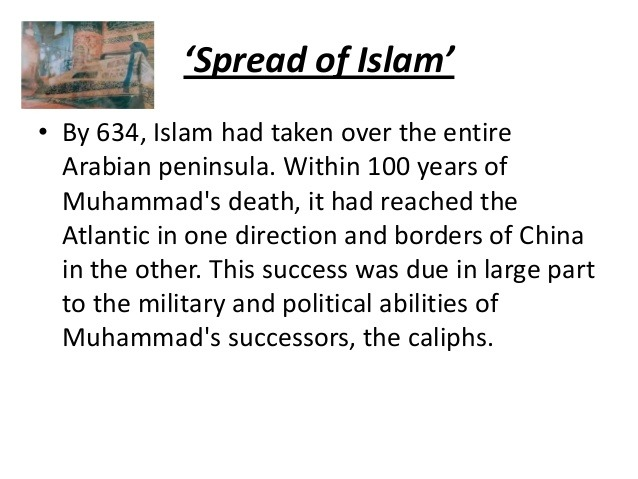 ‘Spread of Islam’
• By 634, Islam had taken over the entire
Arabian peninsula. Within 100 years of
Muhammad's death, it had reached the
Atlantic in one direction and borders of China
in the other. This success was due in large part
to the military and political abilities of
Muhammad's successors, the caliphs.